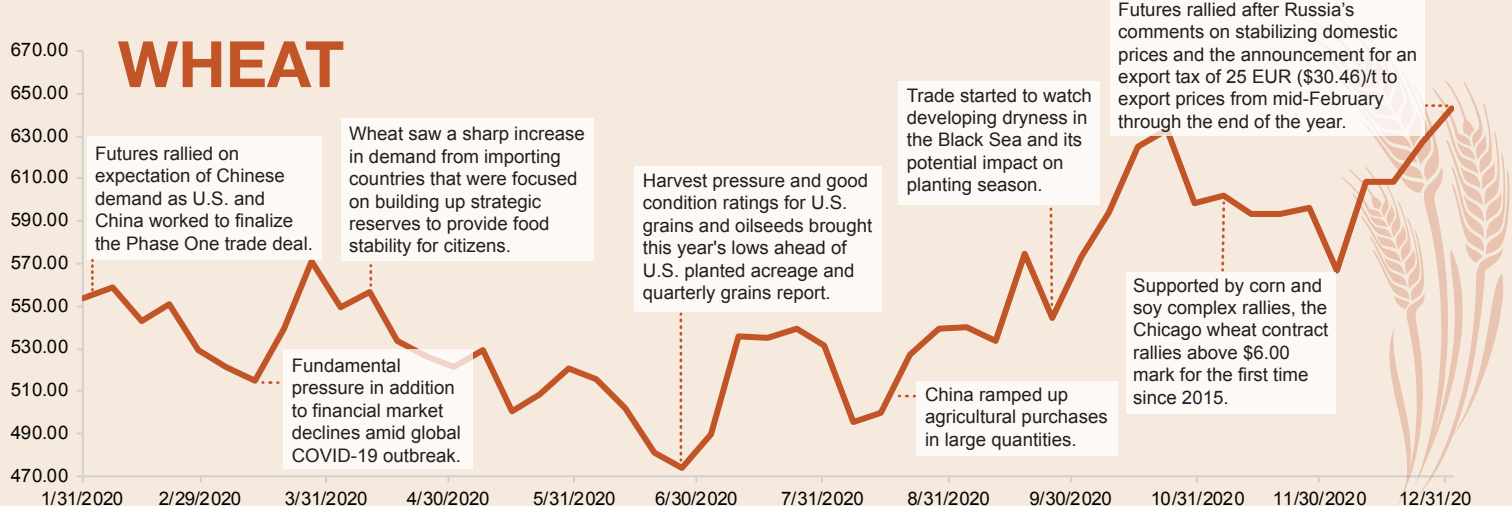 WHEAT
670.00
650.00
630.00
610.00
590.00
570.00
550.00
530.00
510.00
490.00
470.00
Futures rallied on
expectation of Chinese
demand as U.S. and
China worked to finalize
the Phase One trade deal.
Fundamental
pressure in addition
to financial market
declines amid global
COVID-19 outbreak.
Wheat saw a sharp increase
in demand from importing
countries that were focused
on building up strategic
reserves to provide food
stability for citizens.
Harvest pressure and good
condition ratings for U.S.
grains and oilseeds brought
this year's lows ahead of
U.S. planted acreage and
quarterly grains report.
China ramped up
agricultural purchases
in large quantities.
Trade started to watch
developing dryness in
the Black Sea and its
potential impact on
planting season.
Supported by corn and
soy complex rallies, the
Chicago wheat contract
rallies above $6.00
mark for the first time
since 2015.
Futures rallied after Russia’s
comments on stabilizing domestic
prices and the announcement for an
export tax of 25 EUR ($30.46)/t to
export prices from mid-February
through the end of the year.
1/31/2020 2/29/2020 3/31/2020 4/30/2020 5/31/2020 6/30/2020 7/31/2020 8/31/2020 9/30/2020 10/31/2020 11/30/2020 12/31/20